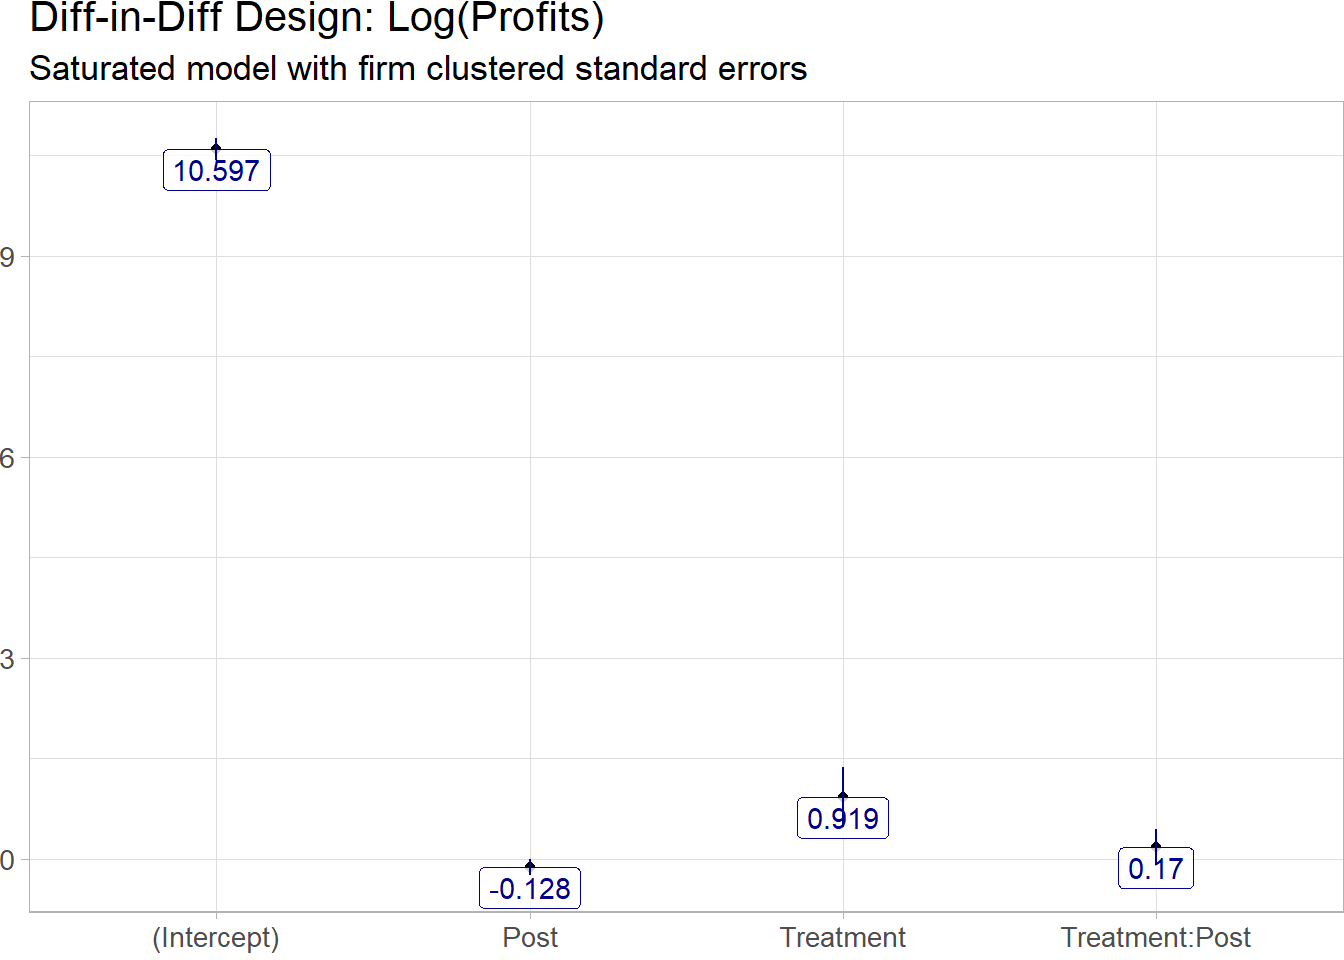 Diff-in-Diff Design: Log(Profits)
Saturated model with firm clustered standard errors
10.597
9
6
3
0.919
0
0.17
-0.128
(Intercept) Post Treatment Treatment:Post